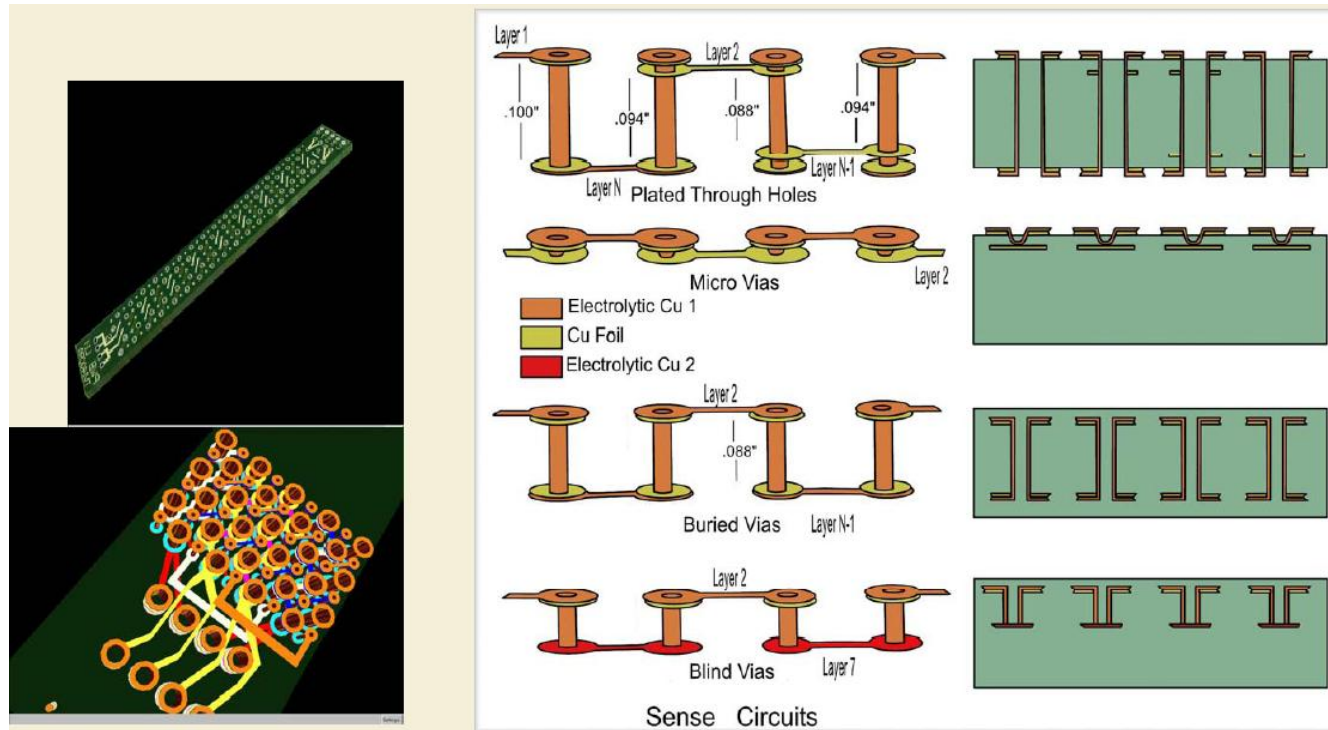 Layer 1
Layer 2
.100"
.094"
.088"
.094"
Layer N
Layer N-1
Plated Through Holes
Micro Vias
Layer 2
Electrolytic Cu 1
Cu Foil
Electrolytic Cu 2
Layer 2
.088"
Buried Vias
Layer N-1
Layer 2
Blind Vias
Layer 7
Sense Circuits